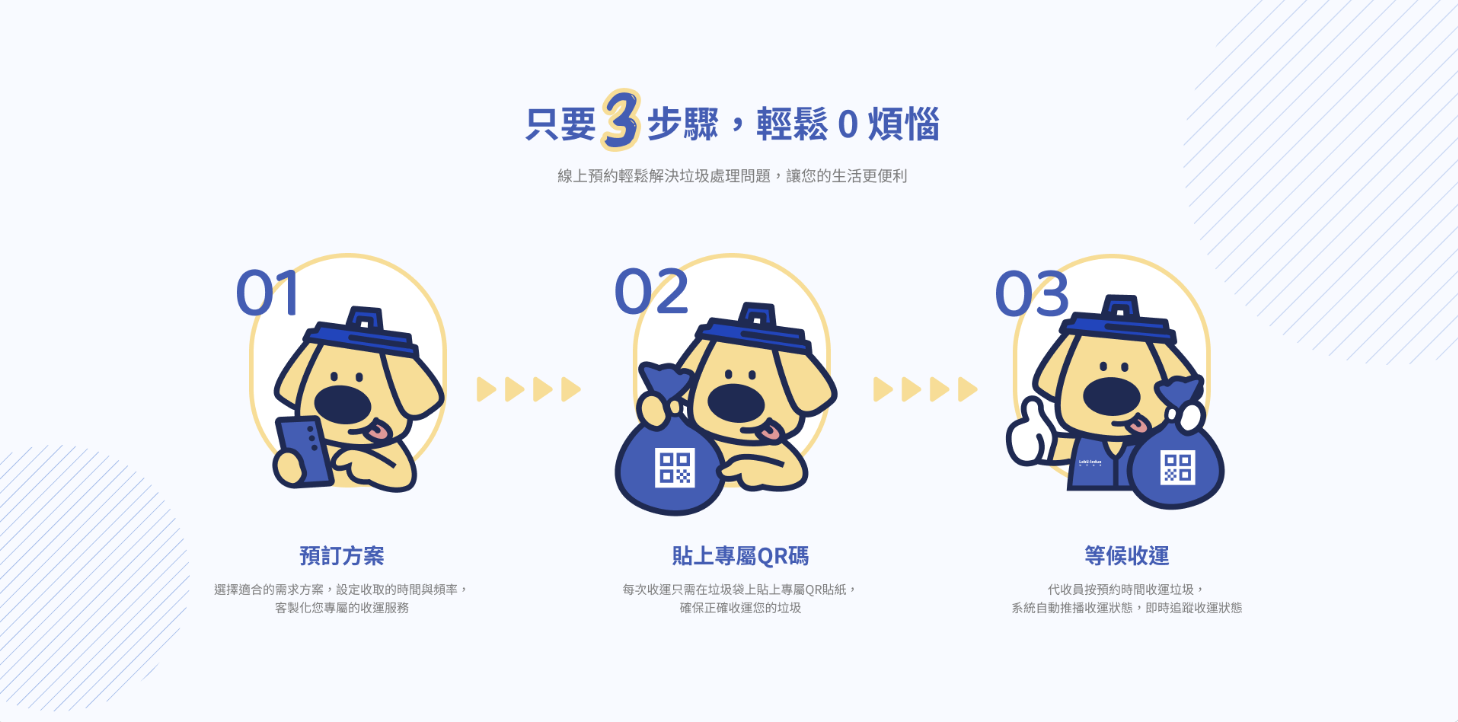 只要3步驟，輕鬆 0 煩惱
線上預約輕鬆解決垃圾處理問題，讓您的生活更便利
01
02
03
預訂方案
選擇適合的需求方案，設定收取的時間與頻率，
客製化您專屬的收運服務
貼上專屬QR碼
每次收運只需在垃圾袋上貼上專屬QR貼紙，
確保正確收運您的垃圾
等候收運
代收員按預約時間收運垃圾，
系統自動推播收運狀態，即時追蹤收運狀態